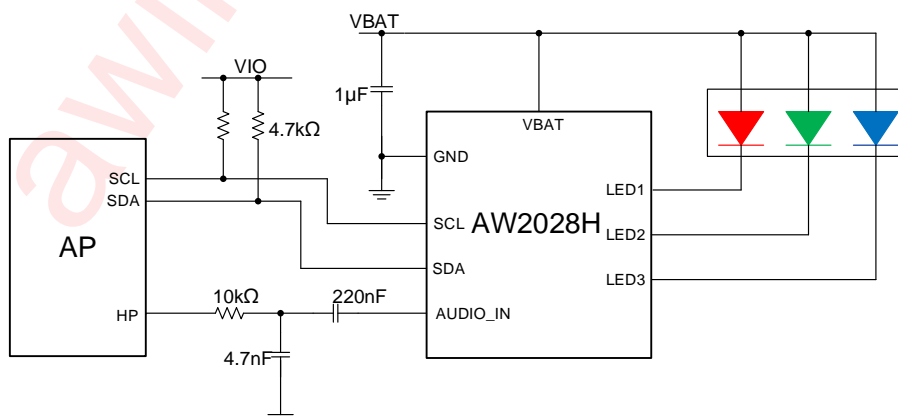 VBAT
VIO
1µF
4.7kΩ
VBAT
GND
SCL
SDA
LED1
SCL
AW2028H
AP
LED2
SDA
LED3
10kΩ
220nF
HP
AUDIO_IN
4.7nF